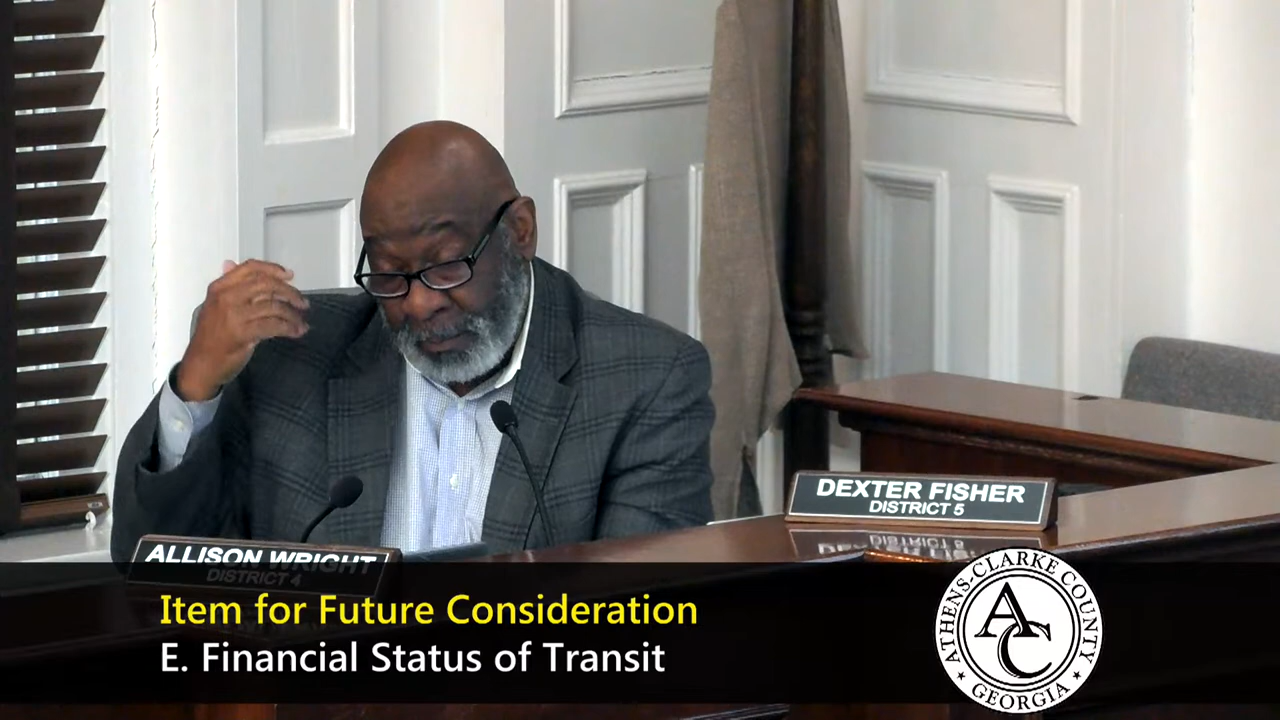 DEXTER FISHER
DISTRICT 5
ALLISON WRIGHT
DISTRICT 4
Item for Future Consideration
E. Financial Status of Transit
ATHENS-CLARKE COUNTY
AC
GEORGIA